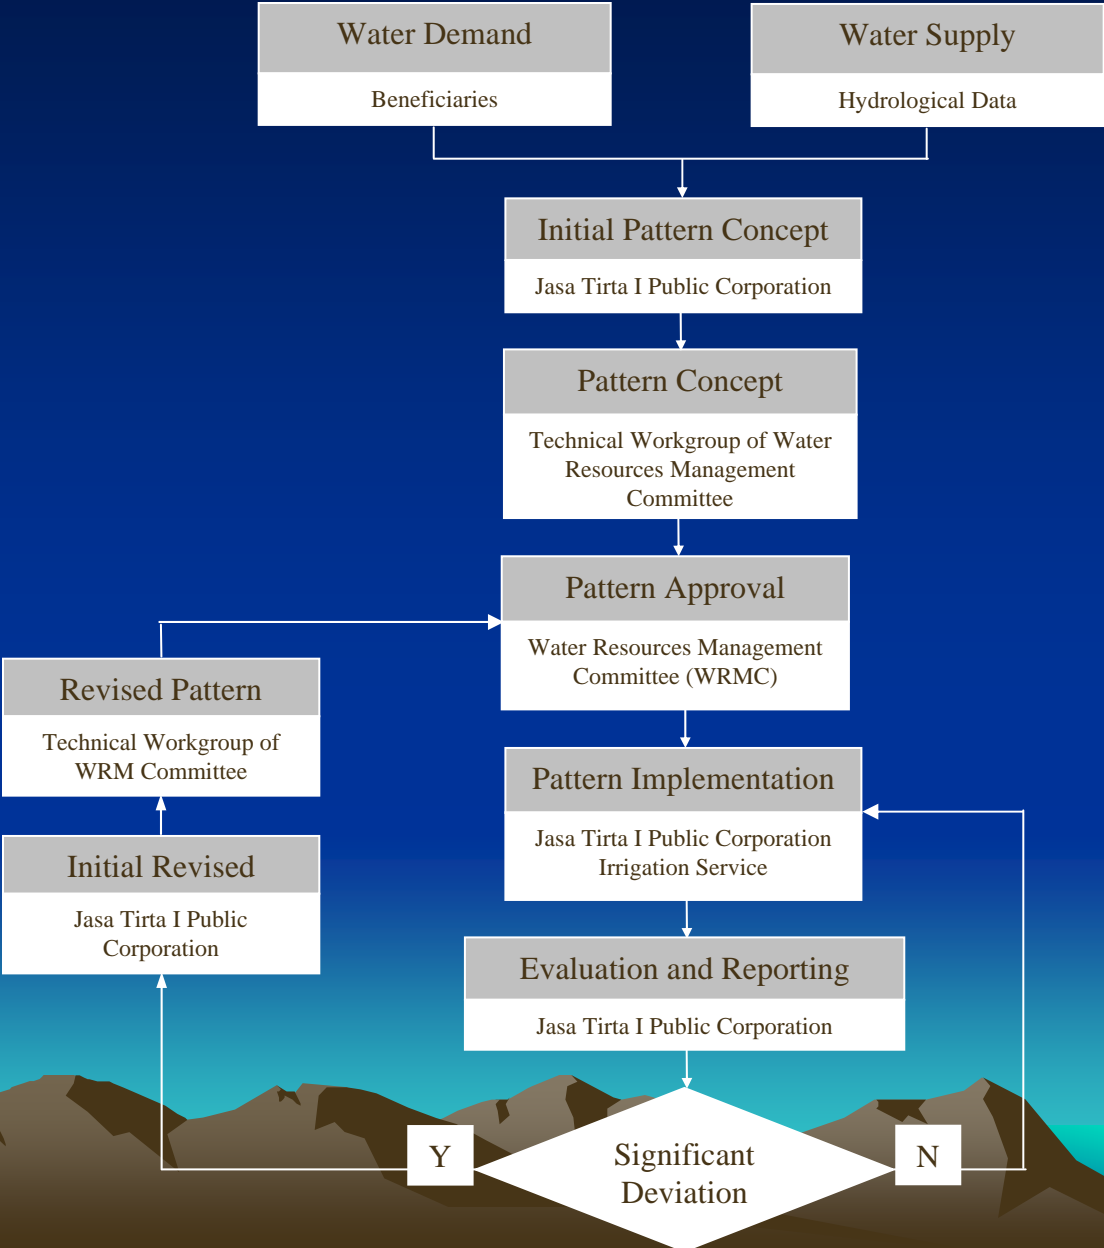 Water Demand
Beneficiaries
Water Supply
Hydrological Data
Initial Pattern Concept
Jasa Tirta I Public Corporation
Pattern Concept
Technical Workgroup of Water
Resources Management
Committee
Pattern Approval
Water Resources Management
Committee (WRMC)
Revised Pattern
Technical Workgroup of
WRM Committee
Pattern Implementation
Jasa Tirta I Public Corporation
Irrigation Service
Initial Revised
Jasa Tirta I Public
Corporation
Evaluation and Reporting
Jasa Tirta I Public Corporation
Y
Significant
Deviation
N